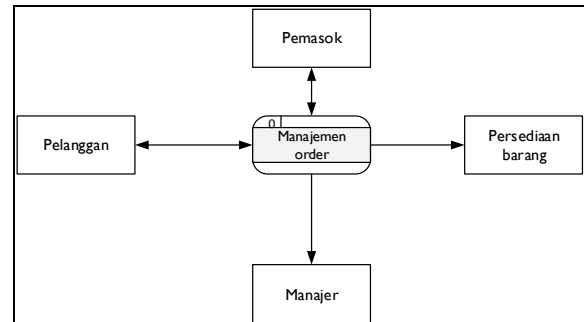 Pemasok
0
Pelanggan
Manajemen
order
Persediaan
barang
Manajer